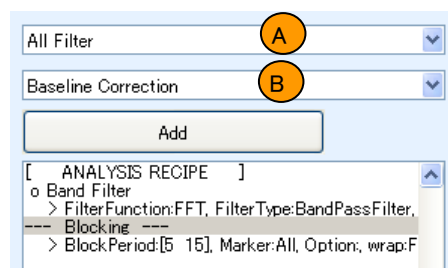 All Filter
A
Baseline Correction
B
Add
[ ANALYSIS RECIPE ]
o Band Filter
> FilterFunction:FFT, FilterType:BandPassFilter,
--- Blocking ---
> BlockPeriod:[5 15], Marker:All, Option:, wrap:F